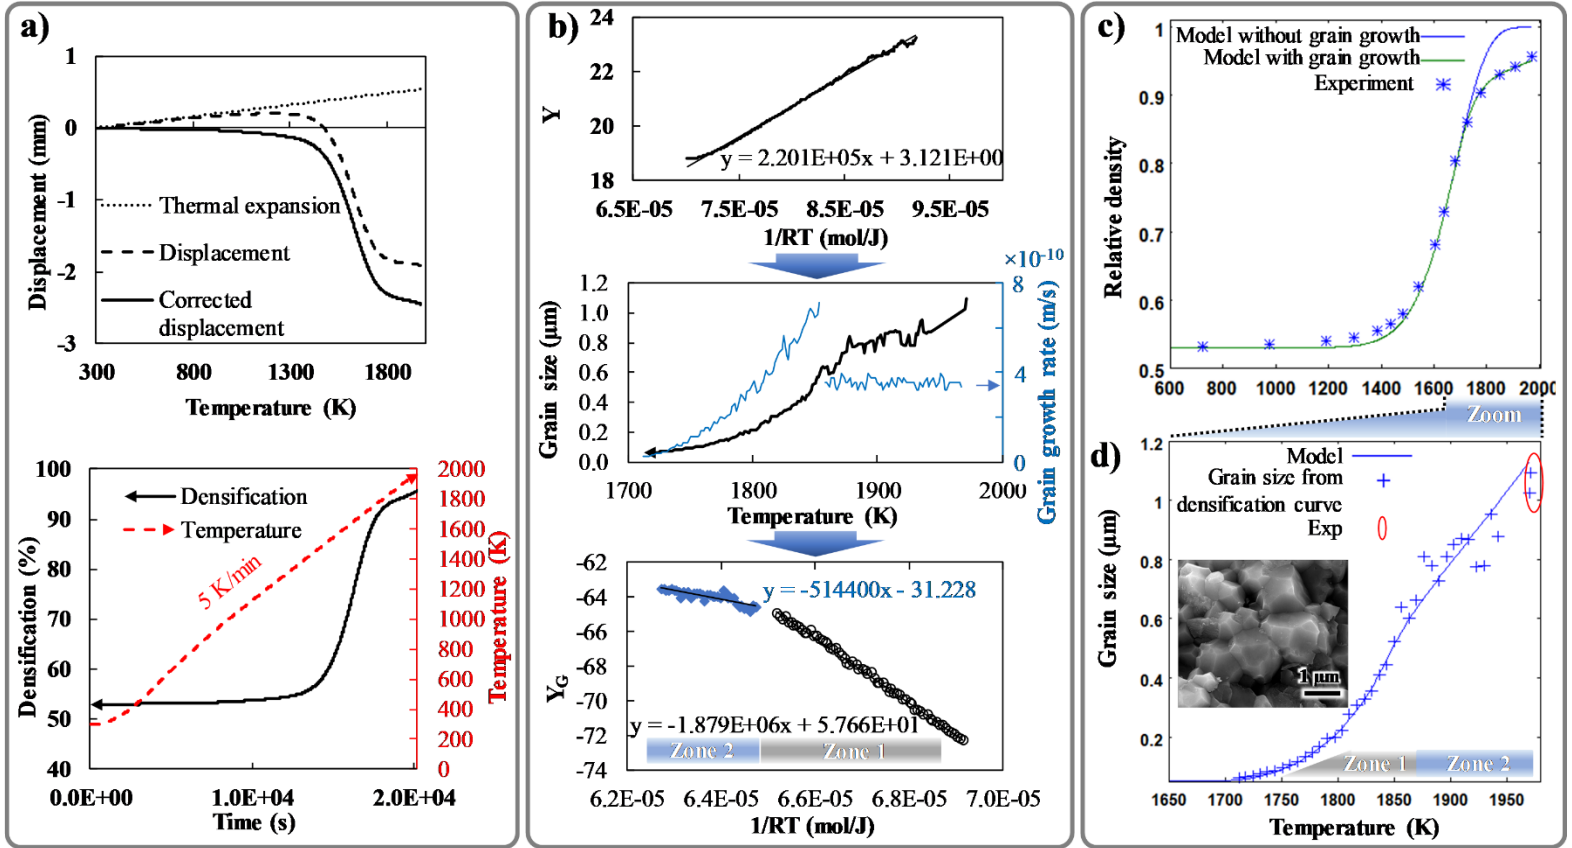 a)
1
0
-1
-2
-3
Displacement (mm)
Thermal expansion
Displacement
Corrected
displacement
300
800
1300
1800
Temperature (K)
100
90
80
70
60
50
40
Densification (%)
Densification
Temperature
5 K/min
2000
1800
1600
1400
1200
1000
800
600
400
200
0
Temperature (K)
0.0E+00
1.0E+04
2.0E+04
Time (s)
b)
24
22
20
18
Y
y = 2.201E+05x + 3.121E+00
6.5E-05
7.5E-05
8.5E-05
9.5E-05
1/RT (mol/J)
×10⁻¹⁰
1.2
1.0
0.8
0.6
0.4
0.2
0.0
Grain size (µm)
8
4
0
Grain growth rate (m/s)
1700
1800
1900
2000
Temperature (K)
-62
-64
-66
-68
-70
-72
-74
Y_G
y = -514400x - 31.228
y = -1.879E+06x + 5.766E+01
Zone 2
Zone 1
6.2E-05
6.4E-05
6.6E-05
6.8E-05
7.0E-05
1/RT (mol/J)
c)
1
0.9
0.8
0.7
0.6
0.5
Relative density
Model without grain growth
Model with grain growth
Experiment
600
800
1000
1200
1400
1600
1800
2000
Zoom
d)
1.2
1
0.8
0.6
0.4
0.2
Grain size (µm)
Model
Grain size from
densification curve
Exp
1 µm
Zone 1
Zone 2
1650
1700
1750
1800
1850
1900
1950
Temperature (K)